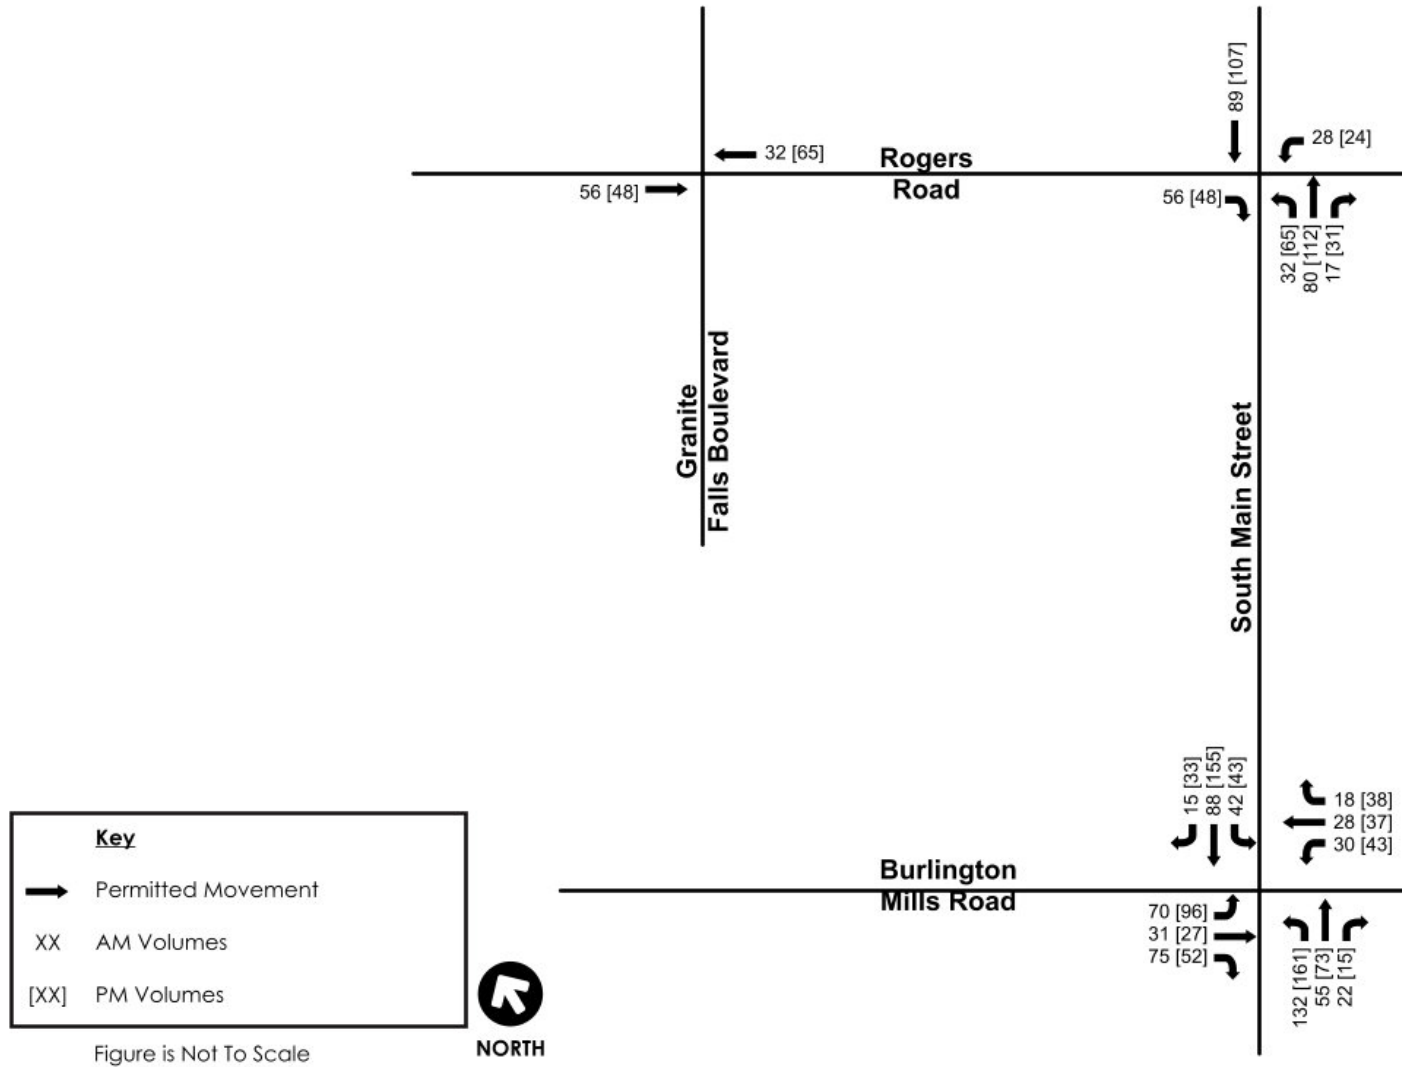 89 [107]
28 [24]
32 [65]
Rogers
Road
56 [48]
56 [48]
32 [65]
80 [112]
17 [31]
Granite
Falls Boulevard
South Main Street
15 [33]
88 [155]
42 [43]
18 [38]
28 [37]
30 [43]
Burlington
Mills Road
70 [96]
31 [27]
75 [52]
132 [161]
55 [73]
22 [15]
Key
Permitted Movement
XX AM Volumes
[XX] PM Volumes
NORTH
Figure is Not To Scale